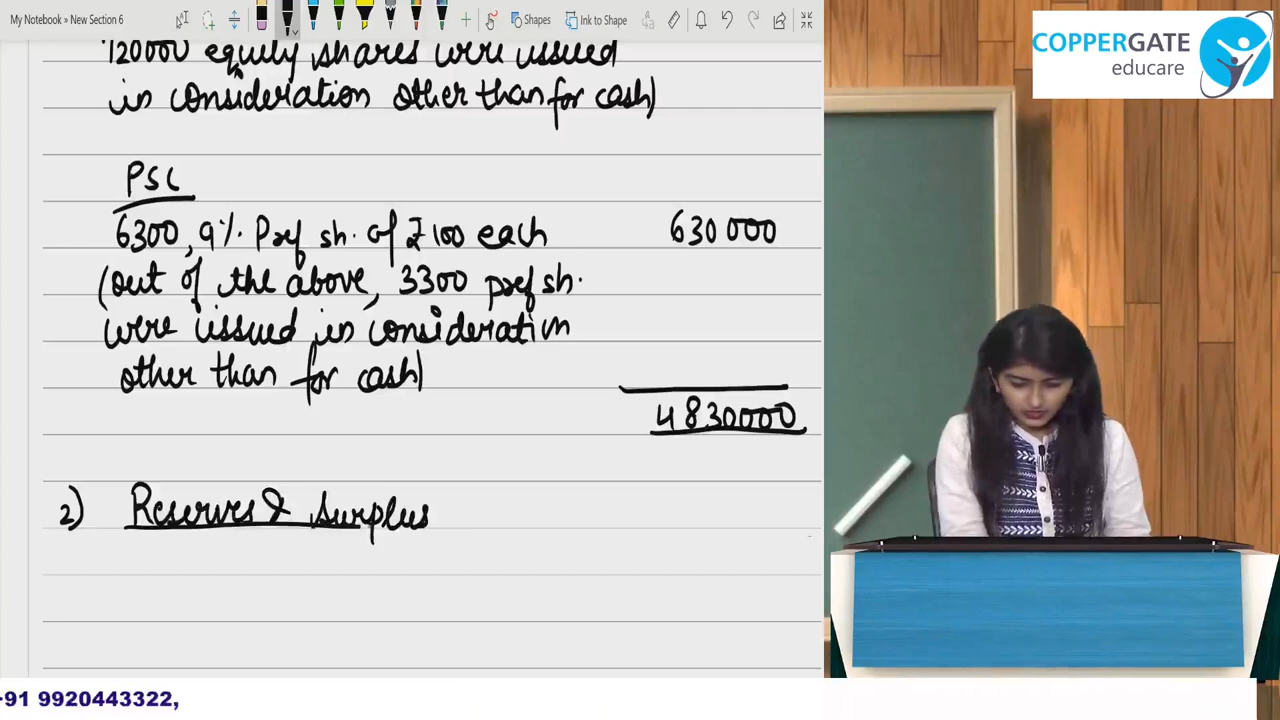 My Notebook » New Section 6
Shapes
Ink to Shape
COPPERGATE
educare
120000 equity shares were issued
in consideration other than for cash)
PSC
6300, 9% Pref sh. of ₹100 each 630000
(out of the above, 3300 pref sh.
were issued in consideration
other than for cash)
4830000
2) Reserves & Surplus
+91 9920443322,